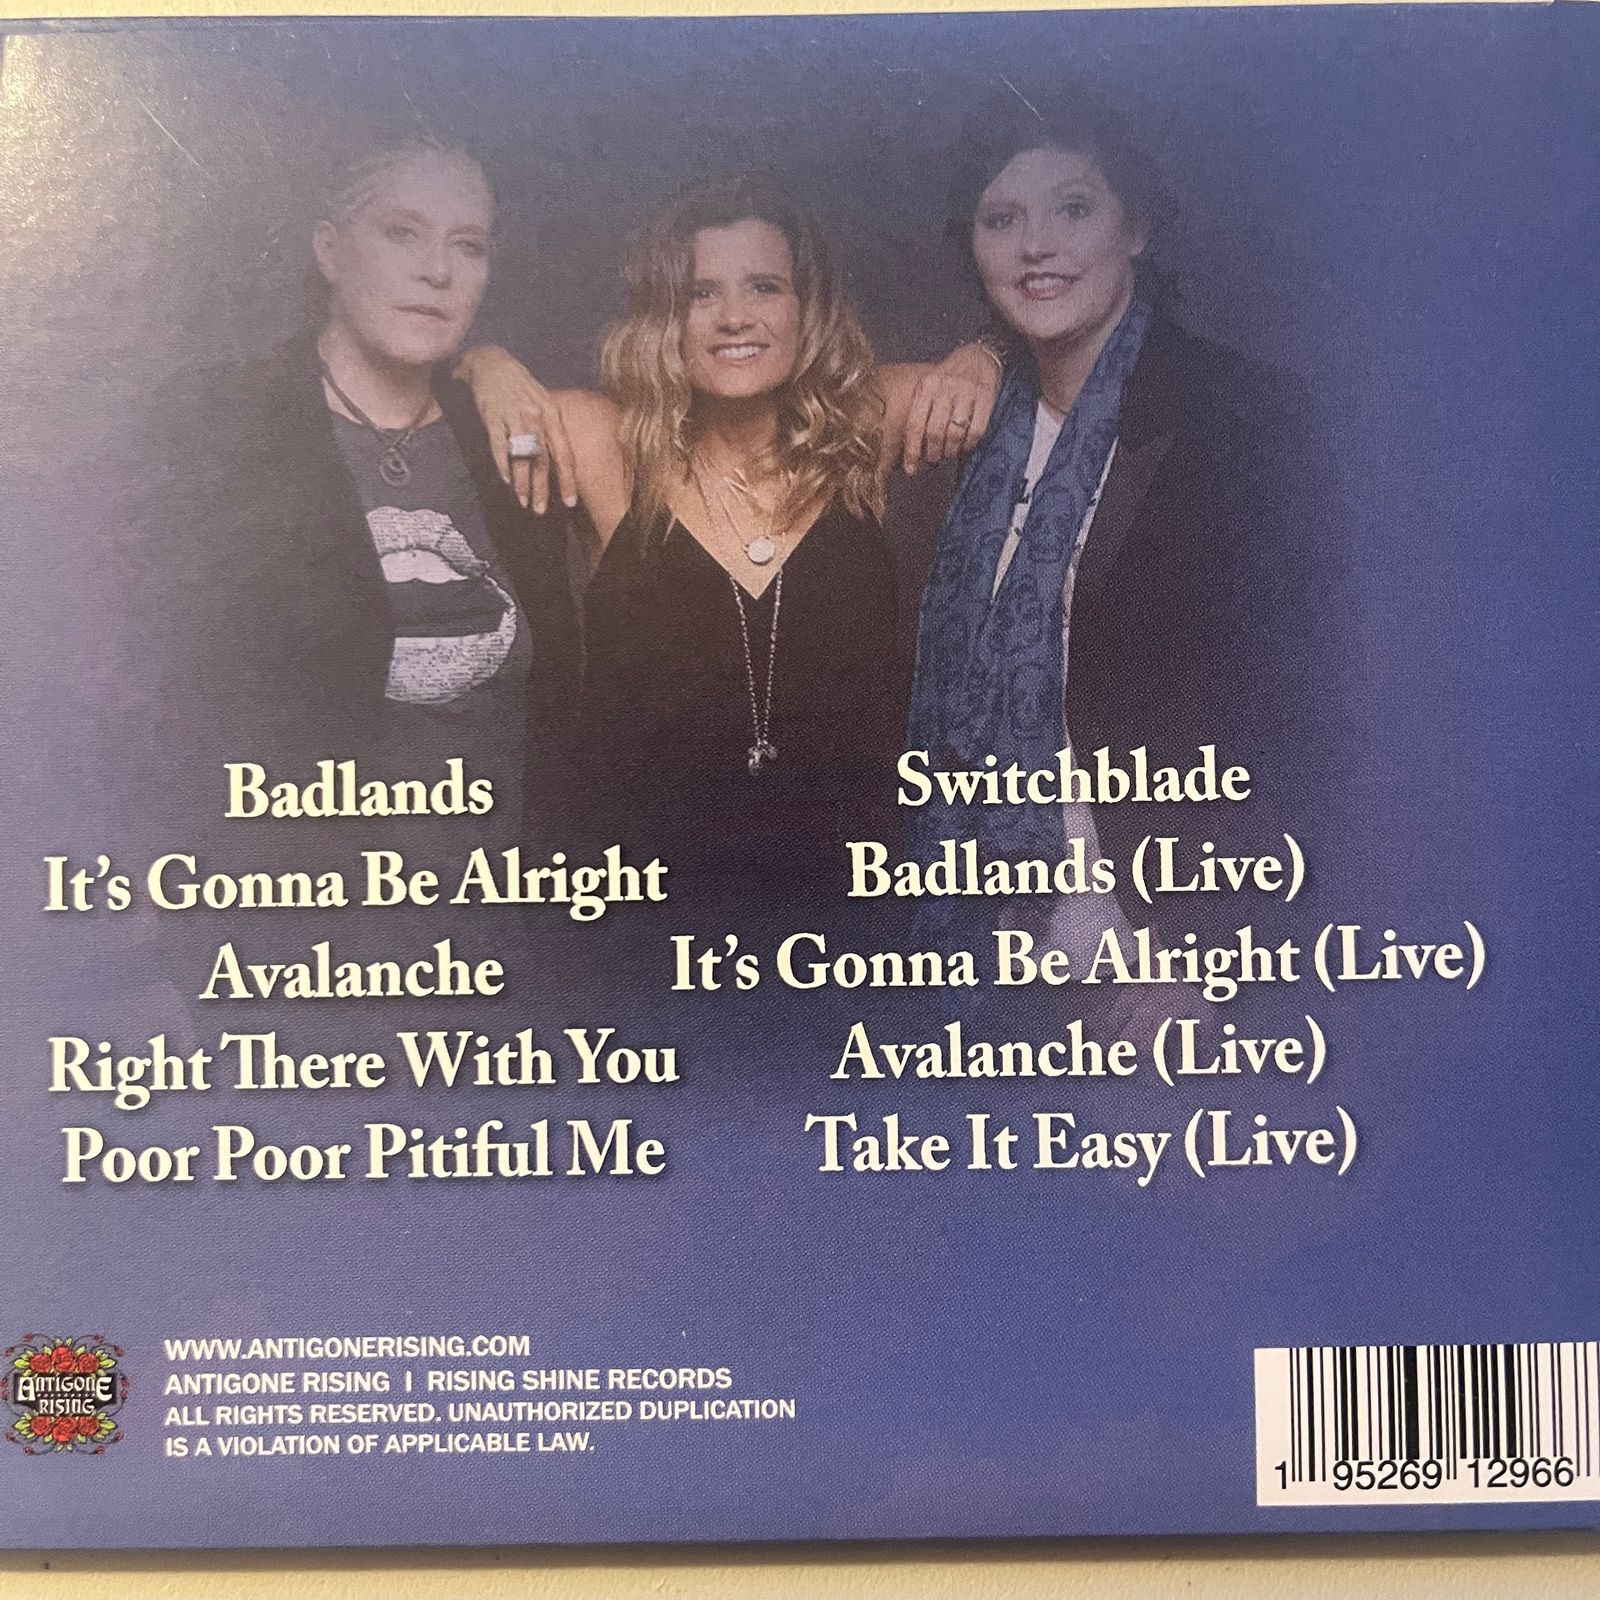 Badlands
It's Gonna Be Alright
Avalanche
Right There With You
Poor Poor Pitiful Me
Switchblade
Badlands (Live)
It's Gonna Be Alright (Live)
Avalanche (Live)
Take It Easy (Live)
ANTIGONE
RISING
WWW.ANTIGONERISING.COM
ANTIGONE RISING | RISING SHINE RECORDS
ALL RIGHTS RESERVED. UNAUTHORIZED DUPLICATION
IS A VIOLATION OF APPLICABLE LAW.
1 95269 12966